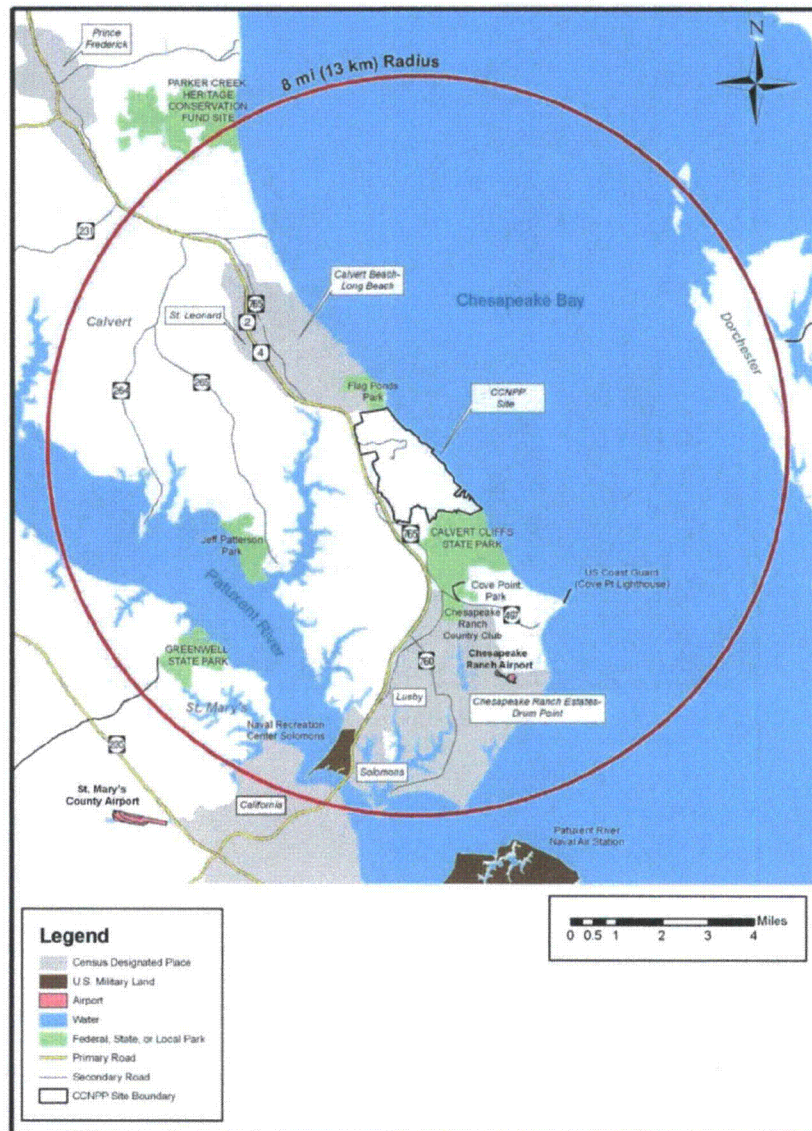 Prince
Frederick
PARKER CREEK
HERITAGE
CONSERVATION
FUND SITE
8 mi (13 km) Radius
N
231
Calvert Beach-
Long Beach
Chesapeake Bay
765
2
St. Leonard
4
Calvert
Dorchester
264
265
Flag Ponds
Park
CCNPP
Site
765
CALVERT CLIFFS
STATE PARK
Jeff Patterson
Park
US Coast Guard
(Cove Pt Lighthouse)
Cove Point
Park
Patuxent River
497
Chesapeake
Ranch
Country Club
GREENWELL
STATE PARK
760
Chesapeake
Ranch Airport
St. Mary's
Lusby
Chesapeake Ranch Estates-
Drum Point
Naval Recreation
Center Solomons
Solomons
St. Mary's
County Airport
California
Patuxent River
Naval Air Station
Legend
Census Designated Place
U.S. Military Land
Airport
Water
Federal, State, or Local Park
Primary Road
Secondary Road
CCNPP Site Boundary
Miles
0 0.5 1 2 3 4